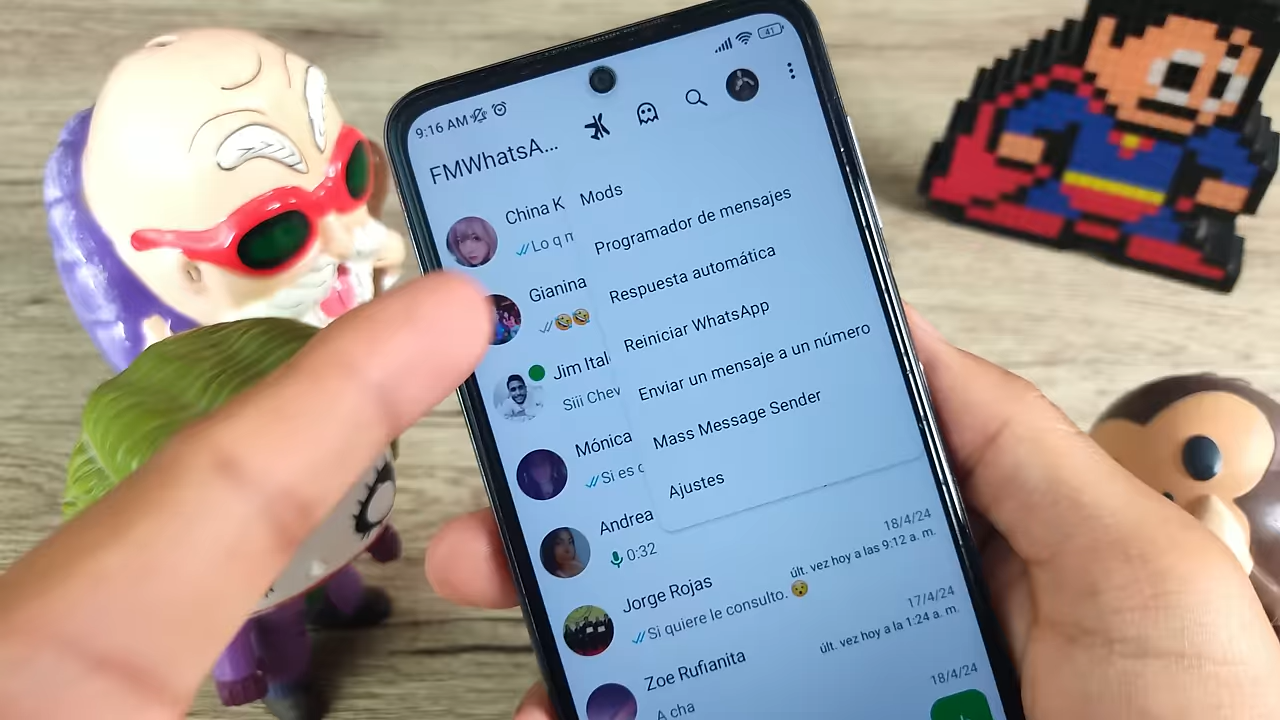 9:16 AM
41
FMWhatsA...
China K
Lo q
Mods
Programador de mensajes
Respuesta automática
Reiniciar WhatsApp
Enviar un mensaje a un número
Mass Message Sender
Ajustes
Gianina
Jim Ital
Siii Chev
Mónica
Si es
Andrea
0:32
18/4/24
Jorge Rojas
últ. vez hoy a las 9:12 a. m.
Si quiere le consulto. 😯
17/4/24
Zoe Rufianita
últ. vez hoy a la 1:24 a. m.
A cha
18/4/24